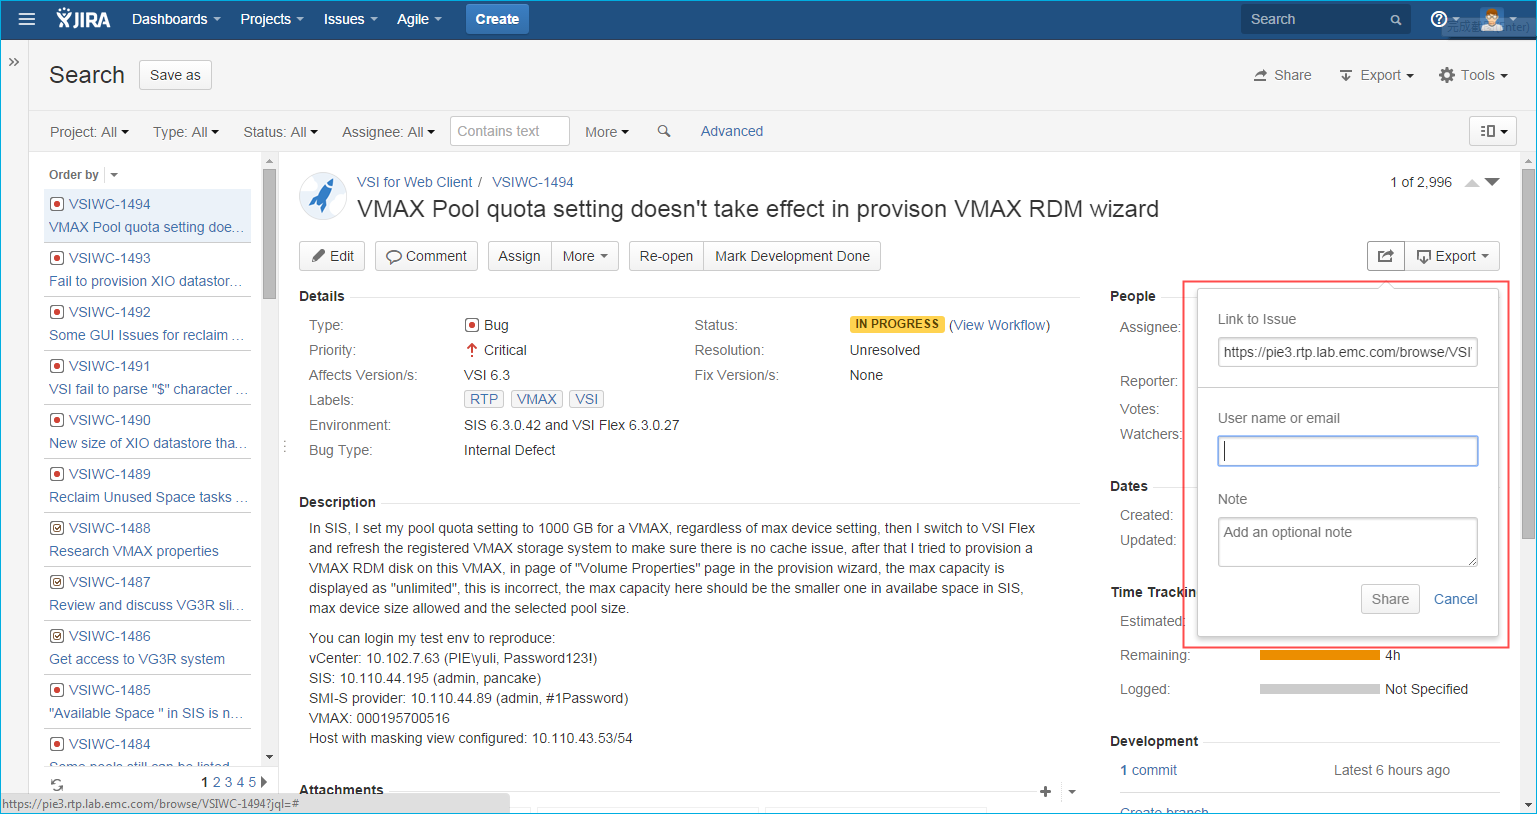 JIRA Dashboards Projects Issues Agile Create Search
Search Save as Share Export Tools
Project: All Type: All Status: All Assignee: All Contains text More Advanced
Order by
VSIWC-1494
VMAX Pool quota setting doe...
VSIWC-1493
Fail to provision XIO datastor...
VSIWC-1492
Some GUI Issues for reclaim ...
VSIWC-1491
VSI fail to parse "$" character ...
VSIWC-1490
New size of XIO datastore tha...
VSIWC-1489
Reclaim Unused Space tasks ...
VSIWC-1488
Research VMAX properties
VSIWC-1487
Review and discuss VG3R sli...
VSIWC-1486
Get access to VG3R system
VSIWC-1485
"Available Space " in SIS is n...
VSIWC-1484
Some pools still can be listed
1 2 3 4 5
https://pie3.rtp.lab.emc.com/browse/VSIWC-1494?jql=#
VSI for Web Client / VSIWC-1494
1 of 2,996
VMAX Pool quota setting doesn't take effect in provison VMAX RDM wizard
Edit Comment Assign More Re-open Mark Development Done Export
Details
Type: Bug
Priority: Critical
Affects Version/s: VSI 6.3
Labels: RTP VMAX VSI
Environment: SIS 6.3.0.42 and VSI Flex 6.3.0.27
Bug Type: Internal Defect
Status: IN PROGRESS (View Workflow)
Resolution: Unresolved
Fix Version/s: None
Description
In SIS, I set my pool quota setting to 1000 GB for a VMAX, regardless of max device setting, then I switch to VSI Flex
and refresh the registered VMAX storage system to make sure there is no cache issue, after that I tried to provision a
VMAX RDM disk on this VMAX, in page of "Volume Properties" page in the provision wizard, the max capacity is
displayed as "unlimited", this is incorrect, the max capacity here should be the smaller one in availabe space in SIS,
max device size allowed and the selected pool size.
You can login my test env to reproduce:
vCenter: 10.102.7.63 (PIE\yuli, Password123!)
SIS: 10.110.44.195 (admin, pancake)
SMI-S provider: 10.110.44.89 (admin, #1Password)
VMAX: 000195700516
Host with masking view configured: 10.110.43.53/54
Attachments
People
Assignee:
Reporter:
Votes:
Watchers:
Dates
Created:
Updated:
Time Trackin
Estimated:
Remaining: 4h
Logged: Not Specified
Development
1 commit Latest 6 hours ago
Create branch
Link to Issue
https://pie3.rtp.lab.emc.com/browse/VSI
User name or email
Note
Add an optional note
Share Cancel